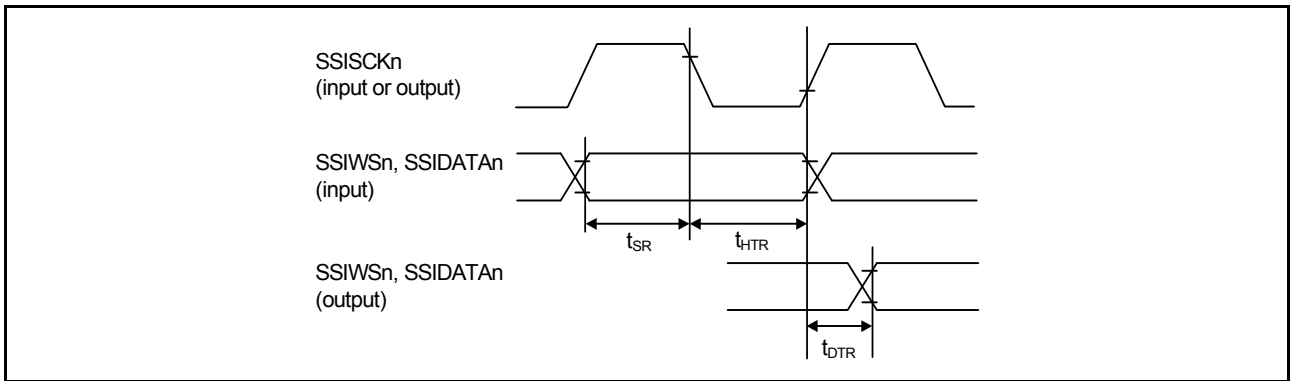 SSISCKn
(input or output)
SSIWSn, SSIDATAn
(input)
tSR
tHTR
SSIWSn, SSIDATAn
(output)
tDTR